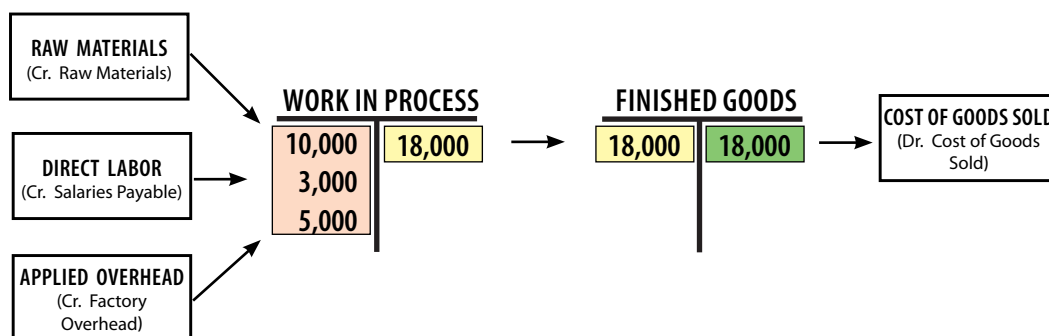 RAW MATERIALS
(Cr. Raw Materials)
DIRECT LABOR
(Cr. Salaries Payable)
APPLIED OVERHEAD
(Cr. Factory
Overhead)
WORK IN PROCESS
10,000 18,000
3,000
5,000
FINISHED GOODS
18,000 18,000
COST OF GOODS SOLD
(Dr. Cost of Goods
Sold)